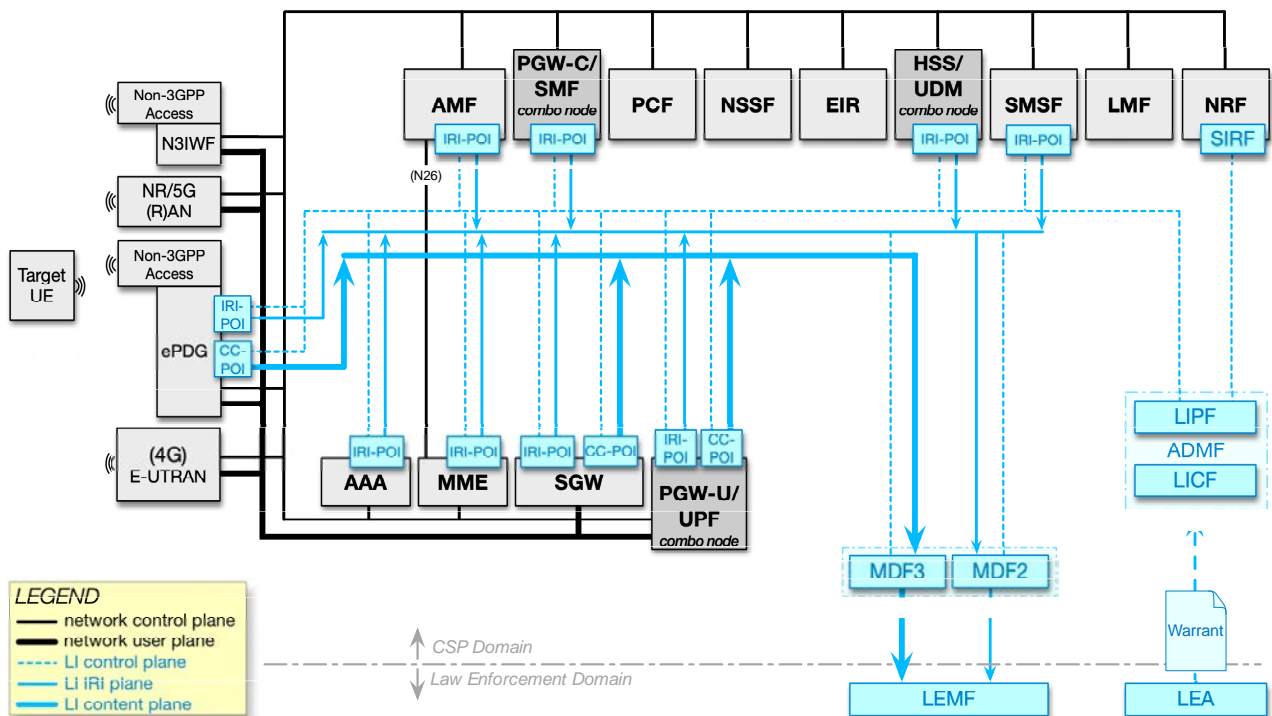 Non-3GPP
Access
N3IWF
NR/5G
(R)AN
Non-3GPP
Access
Target
UE
IRI-
POI
CC-
POI
ePDG
(4G)
E-UTRAN
AMF
IRI-POI
PGW-C/
SMF
combo node
IRI-POI
PCF
NSSF
EIR
HSS/
UDM
combo node
IRI-POI
SMSF
IRI-POI
LMF
NRF
SIRF
(N26)
IRI-POI
AAA
IRI-POI
MME
IRI-POI
CC-POI
SGW
IRI-
POI
CC-
POI
PGW-U/
UPF
combo node
LIPF
ADMF
LICF
MDF3
MDF2
Warrant
LEMF
LEA
CSP Domain
Law Enforcement Domain
LEGEND
network control plane
network user plane
LI control plane
LI IRI plane
LI content plane